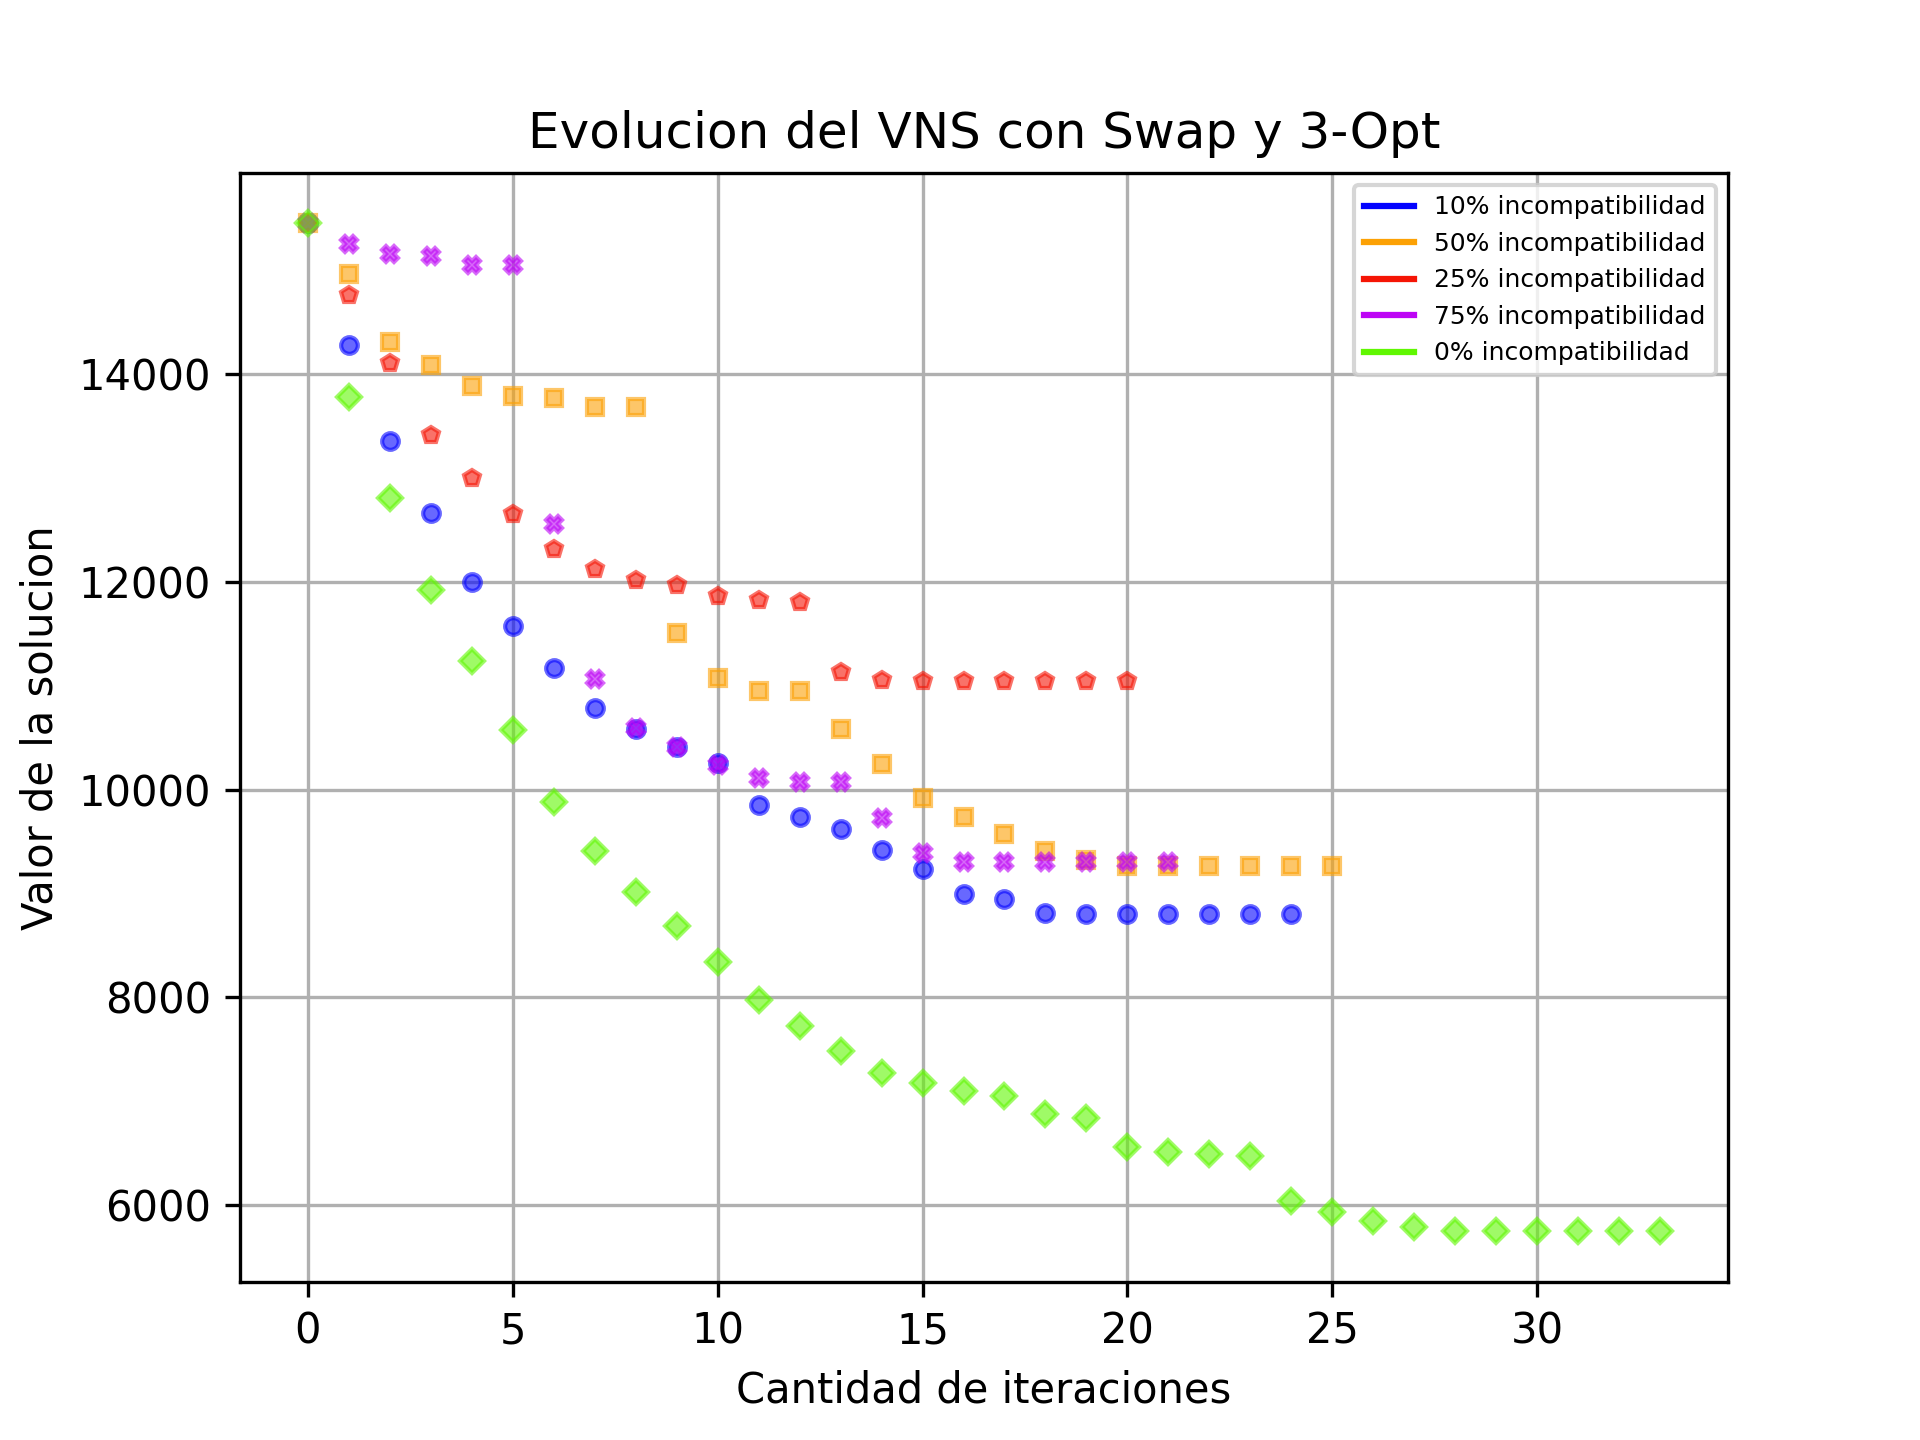 Evolucion del VNS con Swap y 3-Opt
10% incompatibilidad
50% incompatibilidad
25% incompatibilidad
75% incompatibilidad
0% incompatibilidad
Valor de la solucion
14000
12000
10000
8000
6000
0 5 10 15 20 25 30
Cantidad de iteraciones